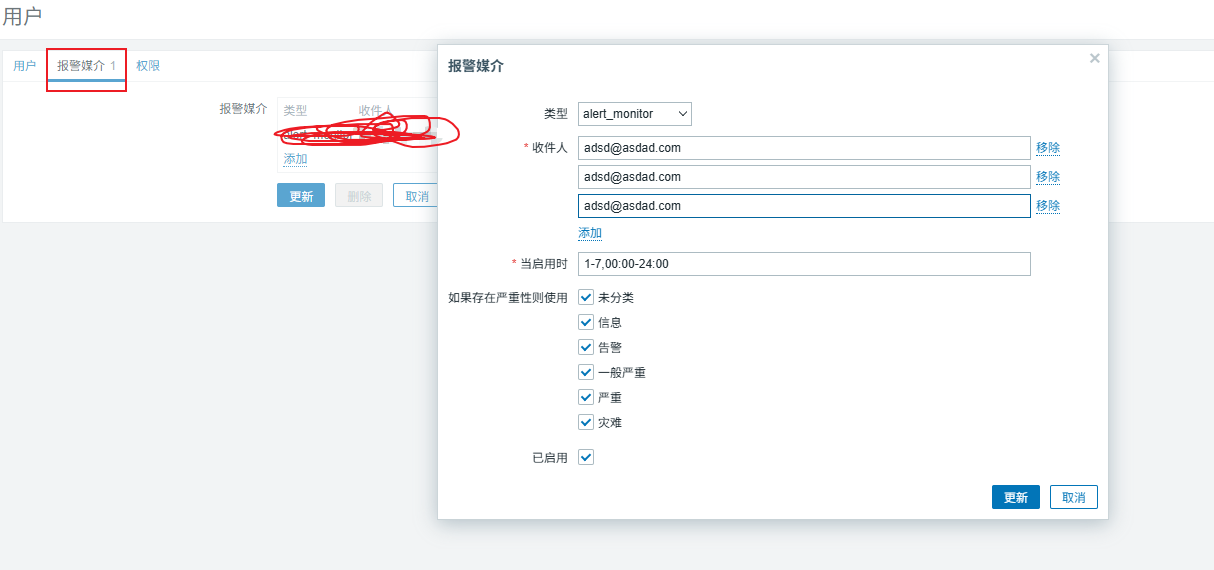 用户
用户 报警媒介 1 权限
报警媒介 类型 收件人
添加
更新 删除 取消
报警媒介
类型 alert_monitor
* 收件人 adsd@asdad.com 移除
adsd@asdad.com 移除
adsd@asdad.com 移除
添加
* 当启用时 1-7,00:00-24:00
如果存在严重性则使用 未分类
信息
告警
一般严重
严重
灾难
已启用
更新 取消